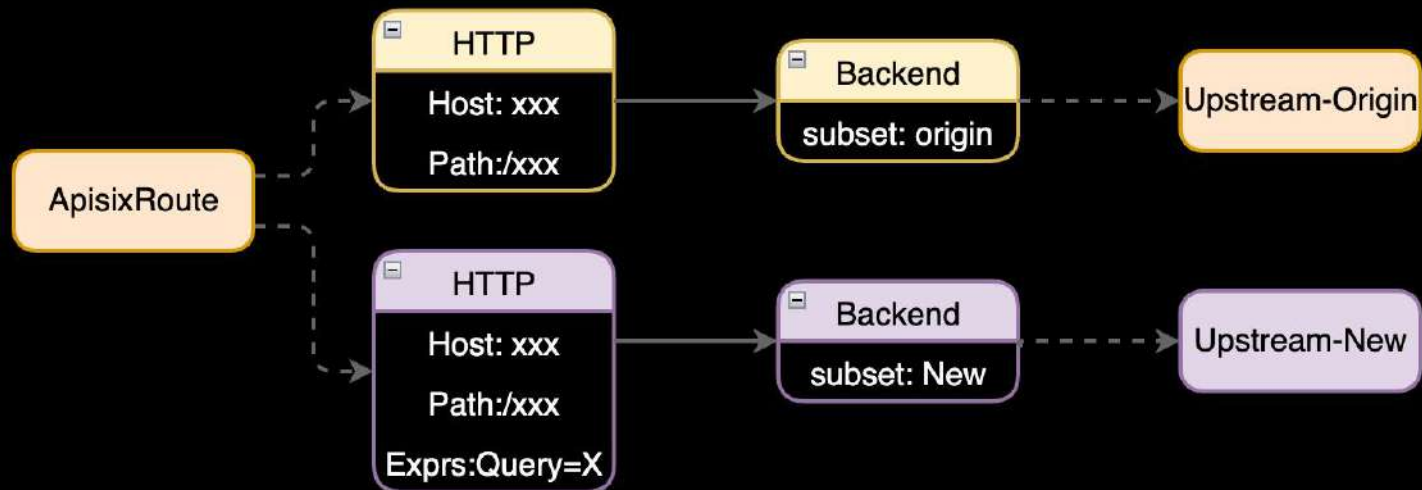 ApisixRoute
HTTP
Host: xxx
Path:/xxx
Backend
subset: origin
Upstream-Origin
HTTP
Host: xxx
Path:/xxx
Exprs:Query=X
Backend
subset: New
Upstream-New